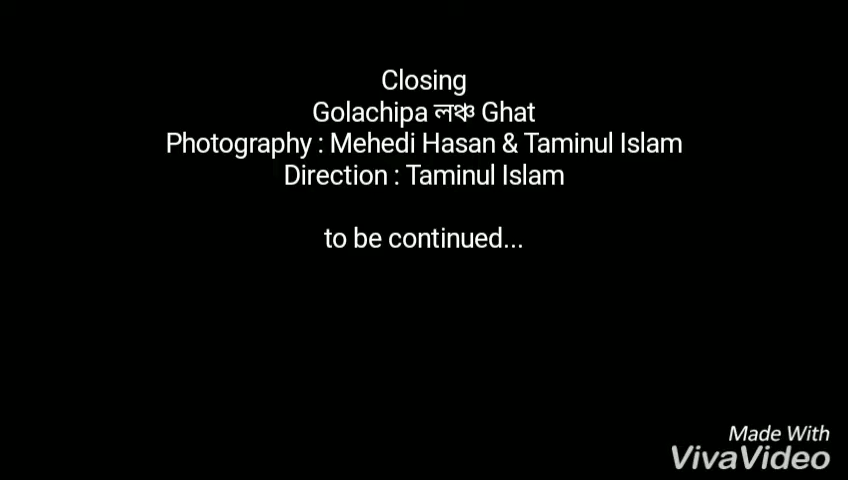 Closing
Golachipa লঞ্চ Ghat
Photography : Mehedi Hasan & Taminul Islam
Direction : Taminul Islam
to be continued...
Made With
VivaVideo